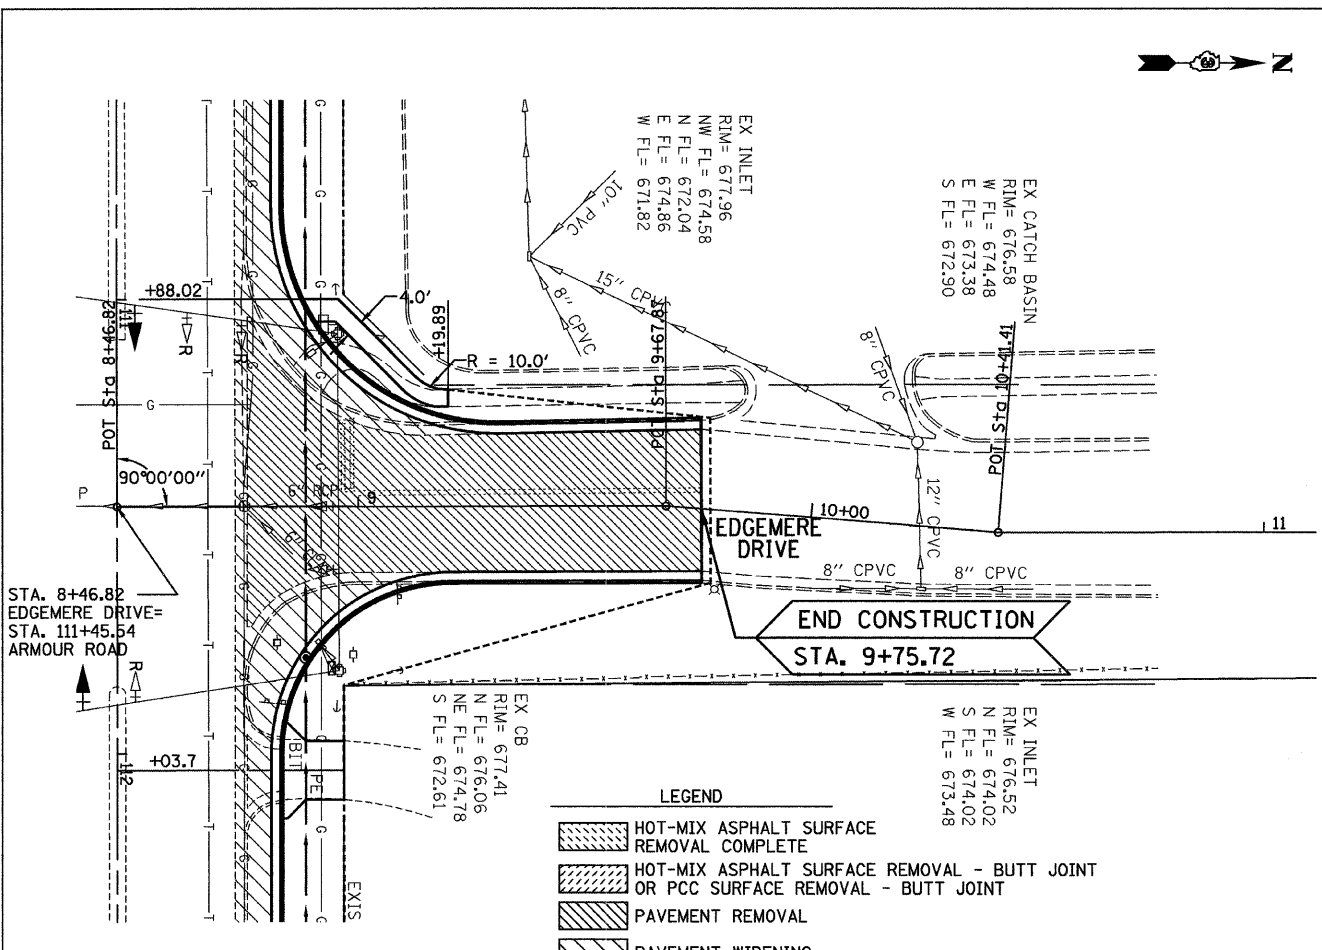 N
EX INLET
RIM= 677.96
NW FL= 674.58
N FL= 672.04
E FL= 674.86
W FL= 671.82
EX CATCH BASIN
RIM= 676.58
W FL= 674.48
E FL= 673.38
S FL= 672.90
10" PVC
8" CPVC
8" CPVC
12" CPVC
8" CPVC
8" CPVC
+88.02
4.0'
+19.68
R = 10.0'
POT Sta 8+46.82
POT Sta 9+97.8
POT Sta 10+41.41
111
R
R
G
G
G
G
T
T
T
90°00'00"
P
6" RCP
9
10+00
11
EDGEMERE
DRIVE
STA. 8+46.82
EDGEMERE DRIVE=
STA. 111+45.54
ARMOUR ROAD
R
END CONSTRUCTION
STA. 9+75.72
EX CB
RIM= 677.41
N FL= 676.06
NE FL= 674.78
S FL= 672.61
EX INLET
RIM= 676.52
N FL= 674.02
S FL= 674.02
W FL= 673.48
+03.7
112
BIT
PE
EXIS
LEGEND
HOT-MIX ASPHALT SURFACE
REMOVAL COMPLETE
HOT-MIX ASPHALT SURFACE REMOVAL - BUTT JOINT
OR PCC SURFACE REMOVAL - BUTT JOINT
PAVEMENT REMOVAL
PAVEMENT WIDENING